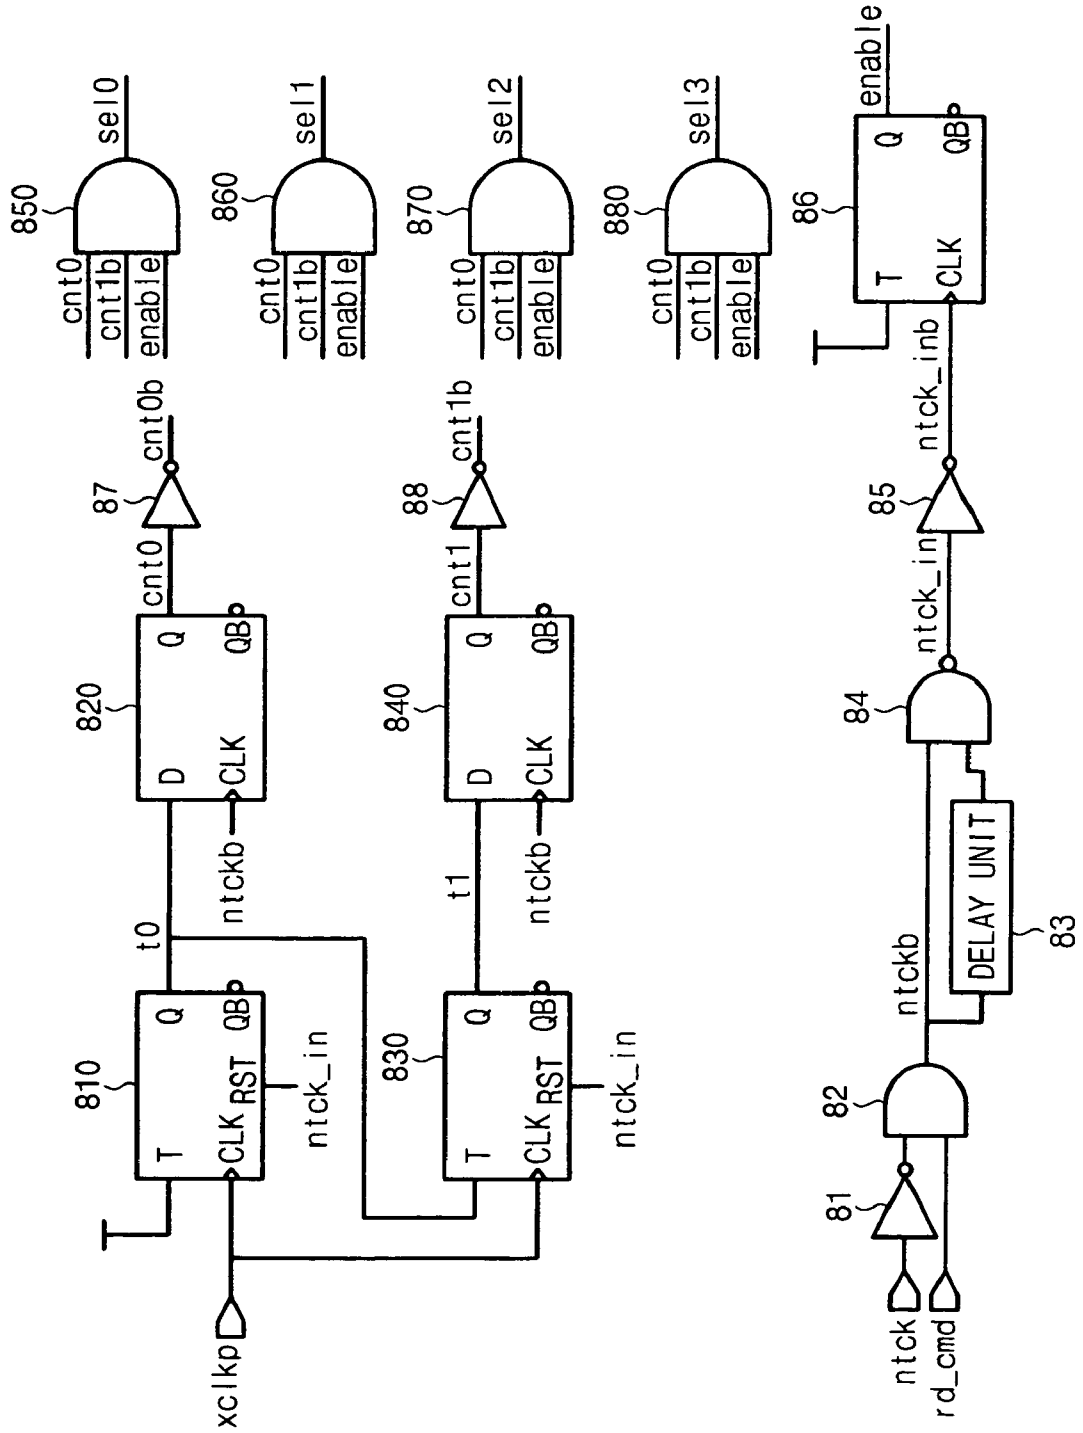 xclkp
T
CLK
RST
Q
QB
810
ntck_in
t0
D
CLK
Q
QB
820
ntckb
cnt0
87
cnt0b
T
CLK
RST
Q
QB
830
ntck_in
t1
D
CLK
Q
QB
840
ntckb
cnt1
88
cnt1b
850
cnt0
cnt1b
enable
sel0
860
cnt0
cnt1b
enable
sel1
870
cnt0
cnt1b
enable
sel2
880
cnt0
cnt1b
enable
sel3
ntck
rd_cmd
81
82
ntckb
DELAY UNIT
83
84
ntck_in
85
ntck_inb
86
T
CLK
Q
QB
enable